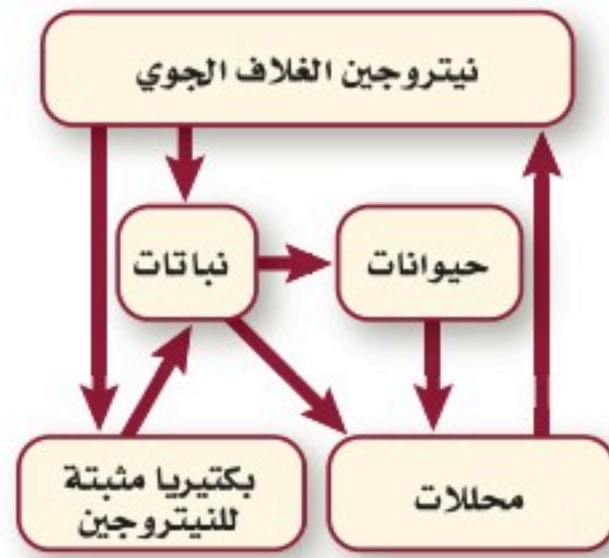 نيتروجين الغلاف الجوي
حيوانات
نباتات
محللات
بكتيريا مثبتة
للنيتروجين